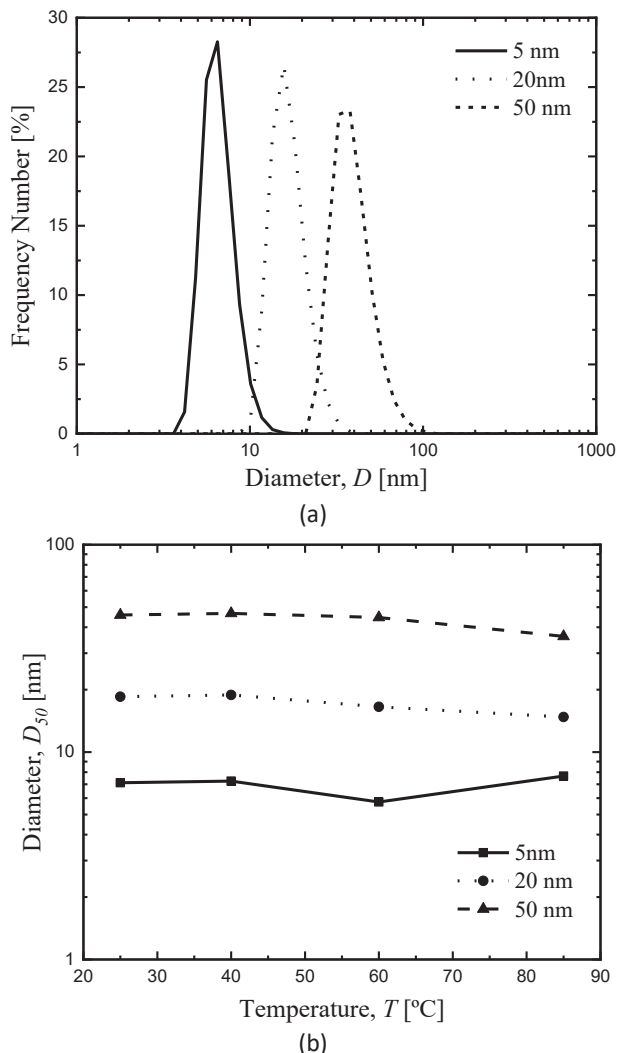 30
25
20
15
10
5
0
Frequency Number [%]
5 nm
20nm
50 nm
1
10
100
1000
Diameter, D [nm]
(a)
100
10
1
Diameter, D50 [nm]
5nm
20 nm
50 nm
20
30
40
50
60
70
80
90
Temperature, T [ºC]
(b)